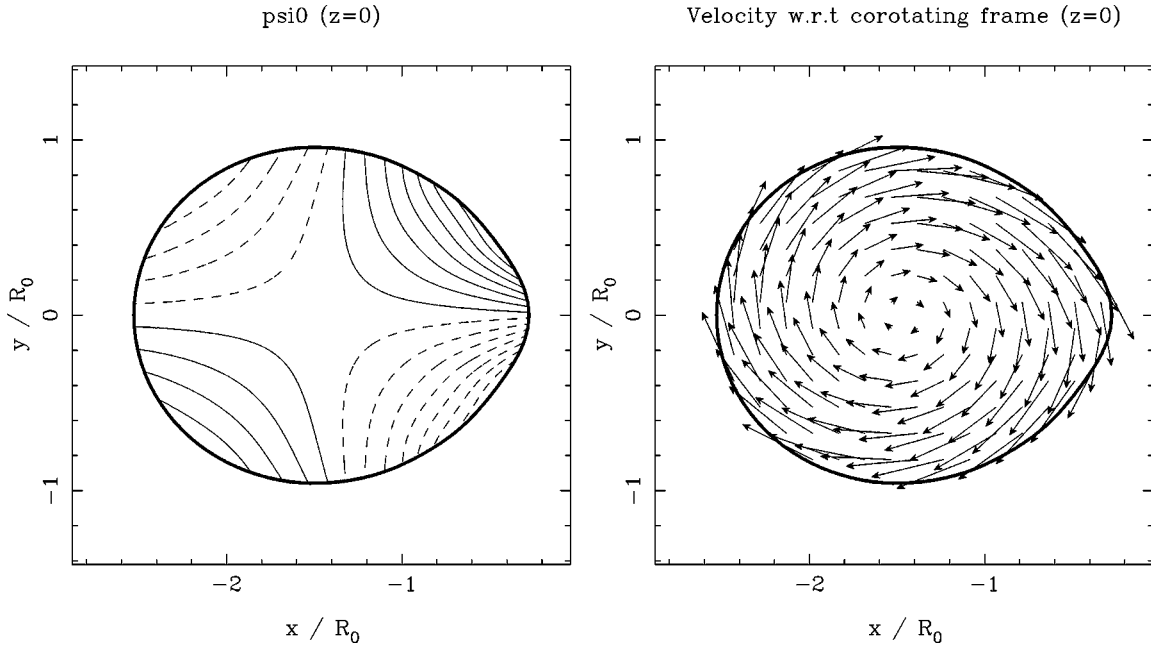 psi0 (z=0)
y / R0
1
0
−1
−2
−1
x / R0
Velocity w.r.t corotating frame (z=0)
y / R0
1
0
−1
−2
−1
x / R0